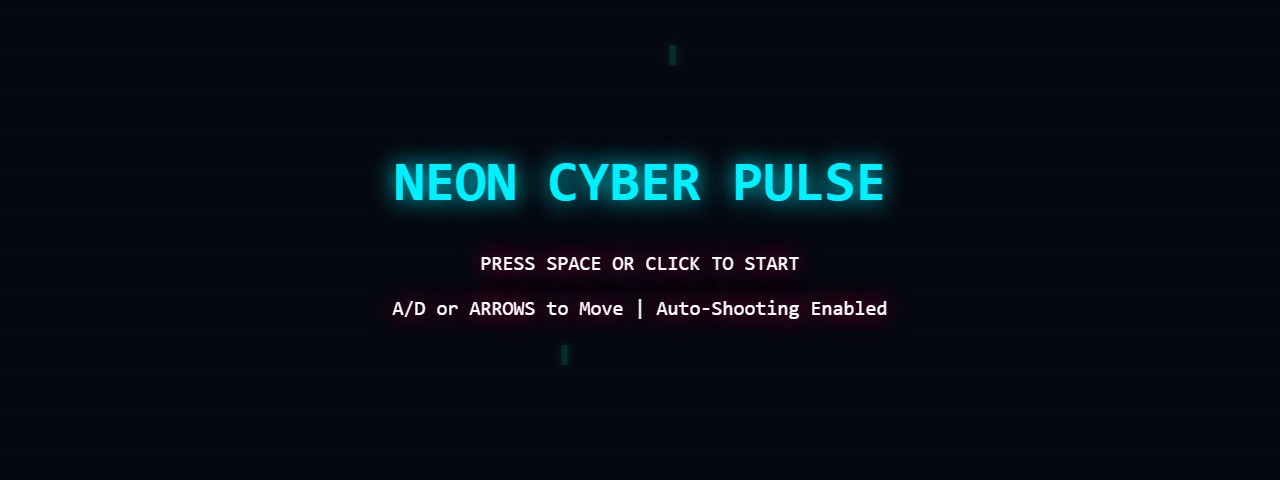 NEON CYBER PULSE
PRESS SPACE OR CLICK TO START
A/D or ARROWS to Move | Auto-Shooting Enabled